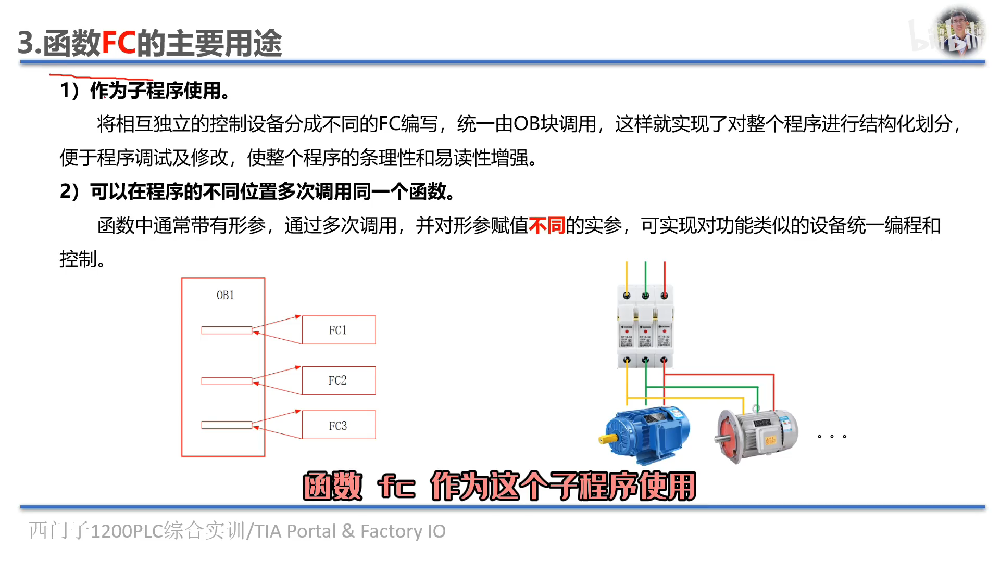 3.函数FC的主要用途
bilibili
1）作为子程序使用。
将相互独立的控制设备分成不同的FC编写，统一由OB块调用，这样就实现了对整个程序进行结构化划分，
便于程序调试及修改，使整个程序的条理性和易读性增强。
2）可以在程序的不同位置多次调用同一个函数。
函数中通常带有形参，通过多次调用，并对形参赋值不同的实参，可实现对功能类似的设备统一编程和
控制。
OB1
FC1
FC2
FC3
RT18-32 RT18-32 RT18-32
。。。
函数 fc 作为这个子程序使用
西门子1200PLC综合实训/TIA Portal & Factory IO